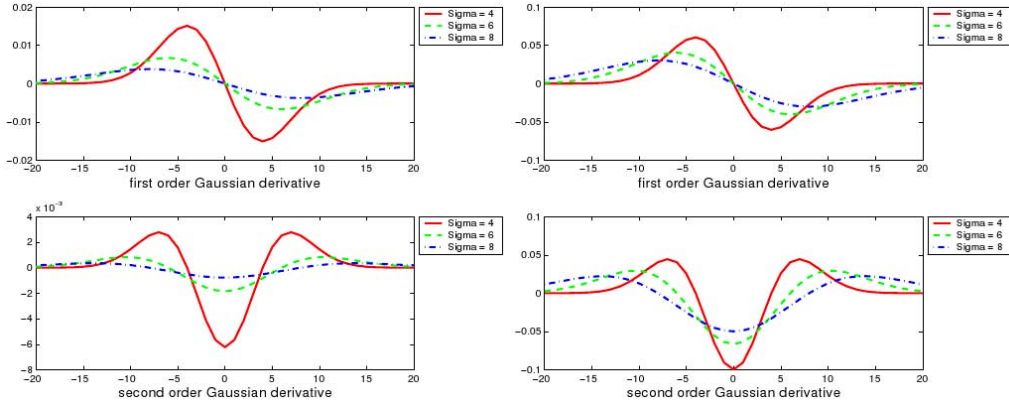 0.02
0.01
0
−0.01
−0.02
−20 −15 −10 −5 0 5 10 15 20
first order Gaussian derivative
Sigma = 4
Sigma = 6
Sigma = 8
0.1
0.05
0
−0.05
−0.1
−20 −15 −10 −5 0 5 10 15 20
first order Gaussian derivative
Sigma = 4
Sigma = 6
Sigma = 8
x 10⁻³
4
2
0
−2
−4
−6
−8
−20 −15 −10 −5 0 5 10 15 20
second order Gaussian derivative
Sigma = 4
Sigma = 6
Sigma = 8
0.1
0.05
0
−0.05
−0.1
−20 −15 −10 −5 0 5 10 15 20
second order Gaussian derivative
Sigma = 4
Sigma = 6
Sigma = 8